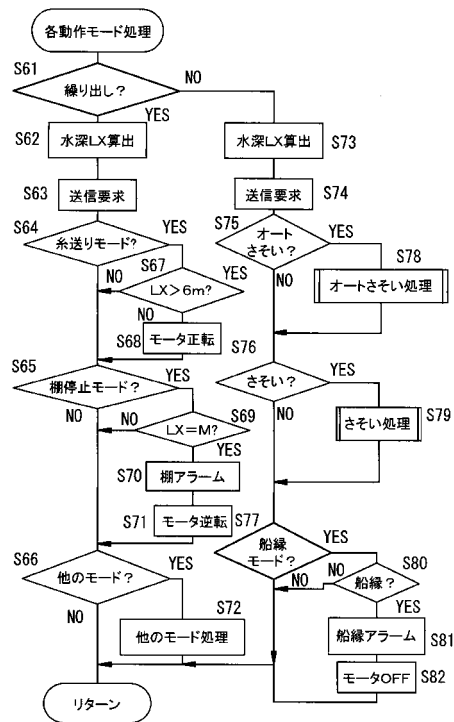 各動作モード処理
S61
繰り出し？
NO
YES
S62
水深LX算出
S63
送信要求
S64
糸送りモード？
YES
NO
S67
LX＞6m？
YES
NO
S68
モータ正転
S65
棚停止モード？
YES
NO
S69
LX＝M？
NO
YES
S70
棚アラーム
S71
モータ逆転
S66
他のモード？
YES
NO
S72
他のモード処理
リターン
水深LX算出
S73
送信要求
S74
S75
オート
さそい？
YES
NO
S78
オートさそい処理
S76
さそい？
YES
NO
S79
さそい処理
S77
船縁
モード？
YES
NO
S80
船縁？
NO
YES
船縁アラーム
S81
モータOFF
S82